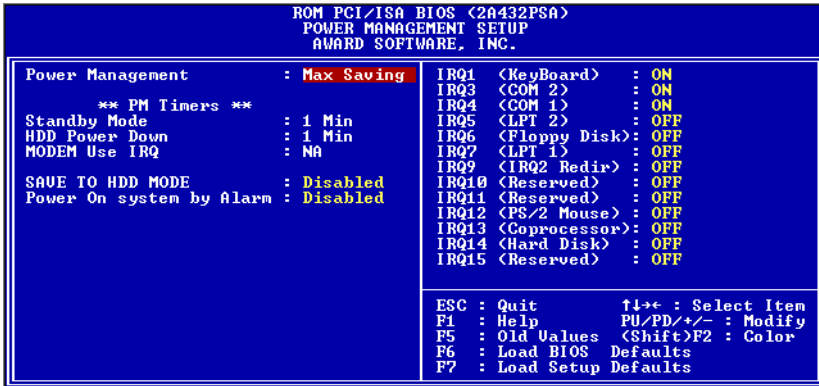 ROM PCI/ISA BIOS (2A432PSA)
POWER MANAGEMENT SETUP
AWARD SOFTWARE, INC.
Power Management : Max Saving
** PM Timers **
Standby Mode : 1 Min
HDD Power Down : 1 Min
MODEM Use IRQ : NA
SAVE TO HDD MODE : Disabled
Power On system by Alarm : Disabled
IRQ1 (KeyBoard) : ON
IRQ3 (COM 2) : ON
IRQ4 (COM 1) : ON
IRQ5 (LPT 2) : OFF
IRQ6 (Floppy Disk): OFF
IRQ7 (LPT 1) : OFF
IRQ9 (IRQ2 Redir) : OFF
IRQ10 (Reserved) : OFF
IRQ11 (Reserved) : OFF
IRQ12 (PS/2 Mouse) : OFF
IRQ13 (Coprocessor): OFF
IRQ14 (Hard Disk) : OFF
IRQ15 (Reserved) : OFF
ESC : Quit ↑↓→← : Select Item
F1 : Help PU/PD/+/- : Modify
F5 : Old Values (Shift)F2 : Color
F6 : Load BIOS Defaults
F7 : Load Setup Defaults